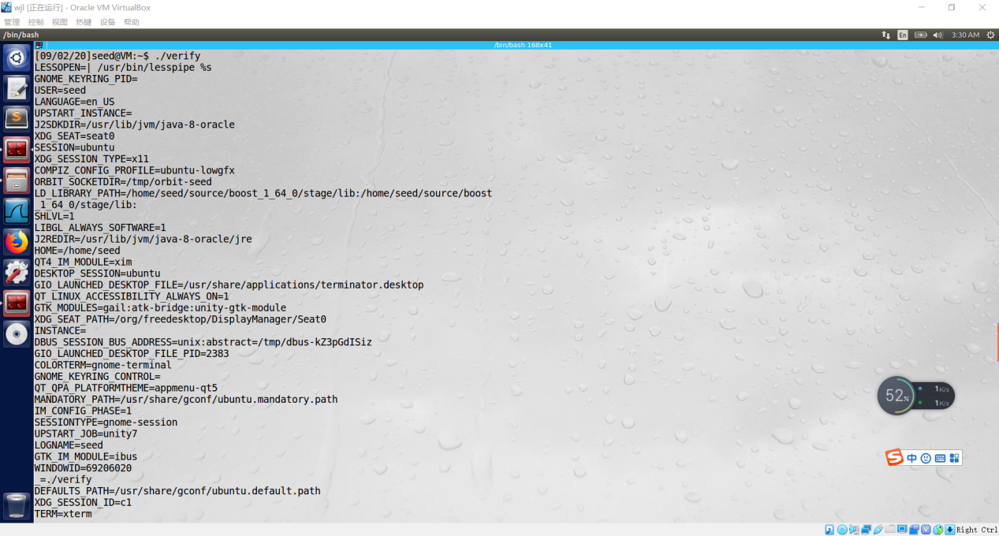 wjl [正在运行] - Oracle VM VirtualBox
管理 控制 视图 热键 设备 帮助
/bin/bash
En
3:30 AM
/bin/bash 168x41
[09/02/20]seed@VM:~$ ./verify
LESSOPEN=| /usr/bin/lesspipe %s
GNOME_KEYRING_PID=
USER=seed
LANGUAGE=en_US
UPSTART_INSTANCE=
J2SDKDIR=/usr/lib/jvm/java-8-oracle
XDG_SEAT=seat0
SESSION=ubuntu
XDG_SESSION_TYPE=x11
COMPIZ_CONFIG_PROFILE=ubuntu-lowgfx
ORBIT_SOCKETDIR=/tmp/orbit-seed
LD_LIBRARY_PATH=/home/seed/source/boost_1_64_0/stage/lib:/home/seed/source/boost
_1_64_0/stage/lib:
SHLVL=1
LIBGL_ALWAYS_SOFTWARE=1
J2REDIR=/usr/lib/jvm/java-8-oracle/jre
HOME=/home/seed
QT4_IM_MODULE=xim
DESKTOP_SESSION=ubuntu
GIO_LAUNCHED_DESKTOP_FILE=/usr/share/applications/terminator.desktop
QT_LINUX_ACCESSIBILITY_ALWAYS_ON=1
GTK_MODULES=gail:atk-bridge:unity-gtk-module
XDG_SEAT_PATH=/org/freedesktop/DisplayManager/Seat0
INSTANCE=
DBUS_SESSION_BUS_ADDRESS=unix:abstract=/tmp/dbus-kZ3pGdISiz
GIO_LAUNCHED_DESKTOP_FILE_PID=2383
COLORTERM=gnome-terminal
GNOME_KEYRING_CONTROL=
QT_QPA_PLATFORMTHEME=appmenu-qt5
MANDATORY_PATH=/usr/share/gconf/ubuntu.mandatory.path
IM_CONFIG_PHASE=1
SESSIONTYPE=gnome-session
UPSTART_JOB=unity7
LOGNAME=seed
GTK_IM_MODULE=ibus
WINDOWID=69206020
_=./verify
DEFAULTS_PATH=/usr/share/gconf/ubuntu.default.path
XDG_SESSION_ID=c1
TERM=xterm
52%
1K/s
1K/s
中
Right Ctrl